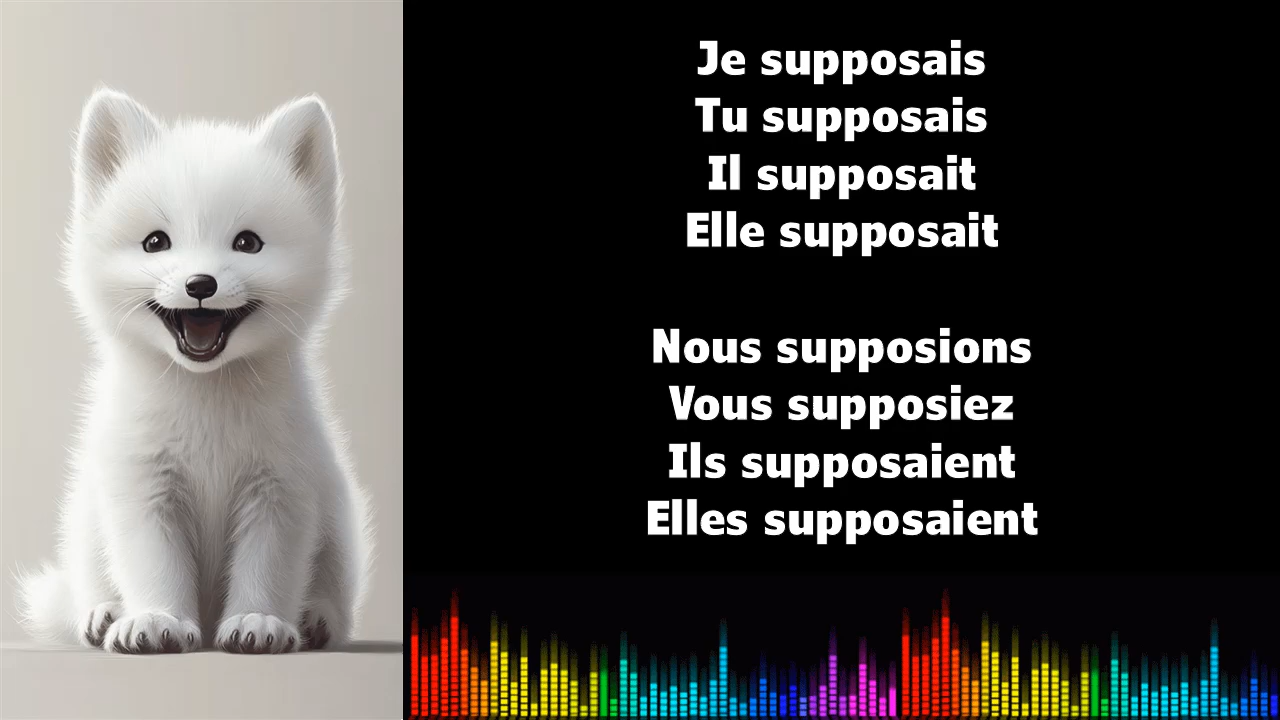 Je supposais
Tu supposais
Il supposait
Elle supposait
Nous supposions
Vous supposiez
Ils supposaient
Elles supposaient